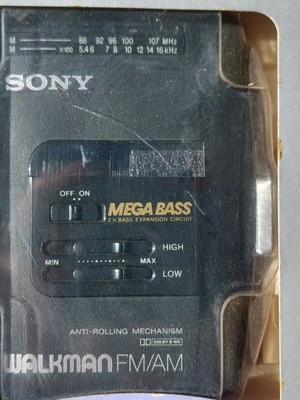 M 88 92 96 100 107 MHz
M ×100 5.4 6 7 8 10 12 14 16 kHz
SONY
OFF ON
MEGA BASS
2× BASS EXPANSION CIRCUIT
HIGH
MIN MAX
LOW
ANTI-ROLLING MECHANISM
DOLBY B NR
WALKMAN FM/AM